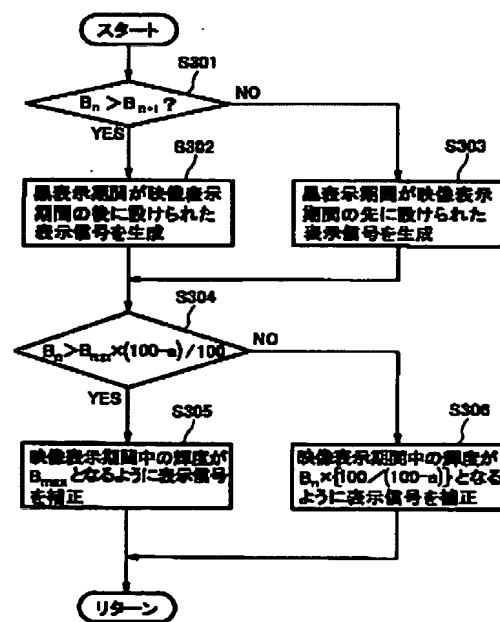 スタート
S301
Bn>Bn+1?
NO
YES
S302
S303
黒表示期間が映像表示
期間の後に設けられた
表示信号を生成
黒表示期間が映像表示
期間の先に設けられた
表示信号を生成
S304
Bn>Bmax×(100-a)/100
NO
YES
S305
S306
映像表示期間中の輝度が
Bmaxとなるように表示信号
を補正
映像表示期間中の輝度が
Bn×{100/(100-a)}となる
ように表示信号を補正
リターン